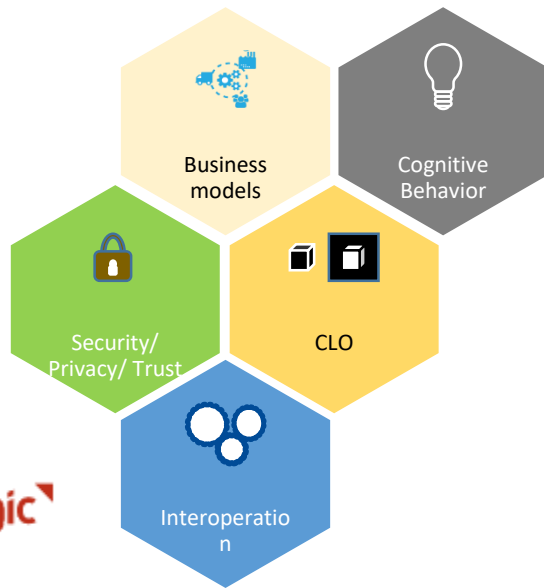 Business
models
Cognitive
Behavior
Security/
Privacy/ Trust
CLO
gic
Interoperatio
n